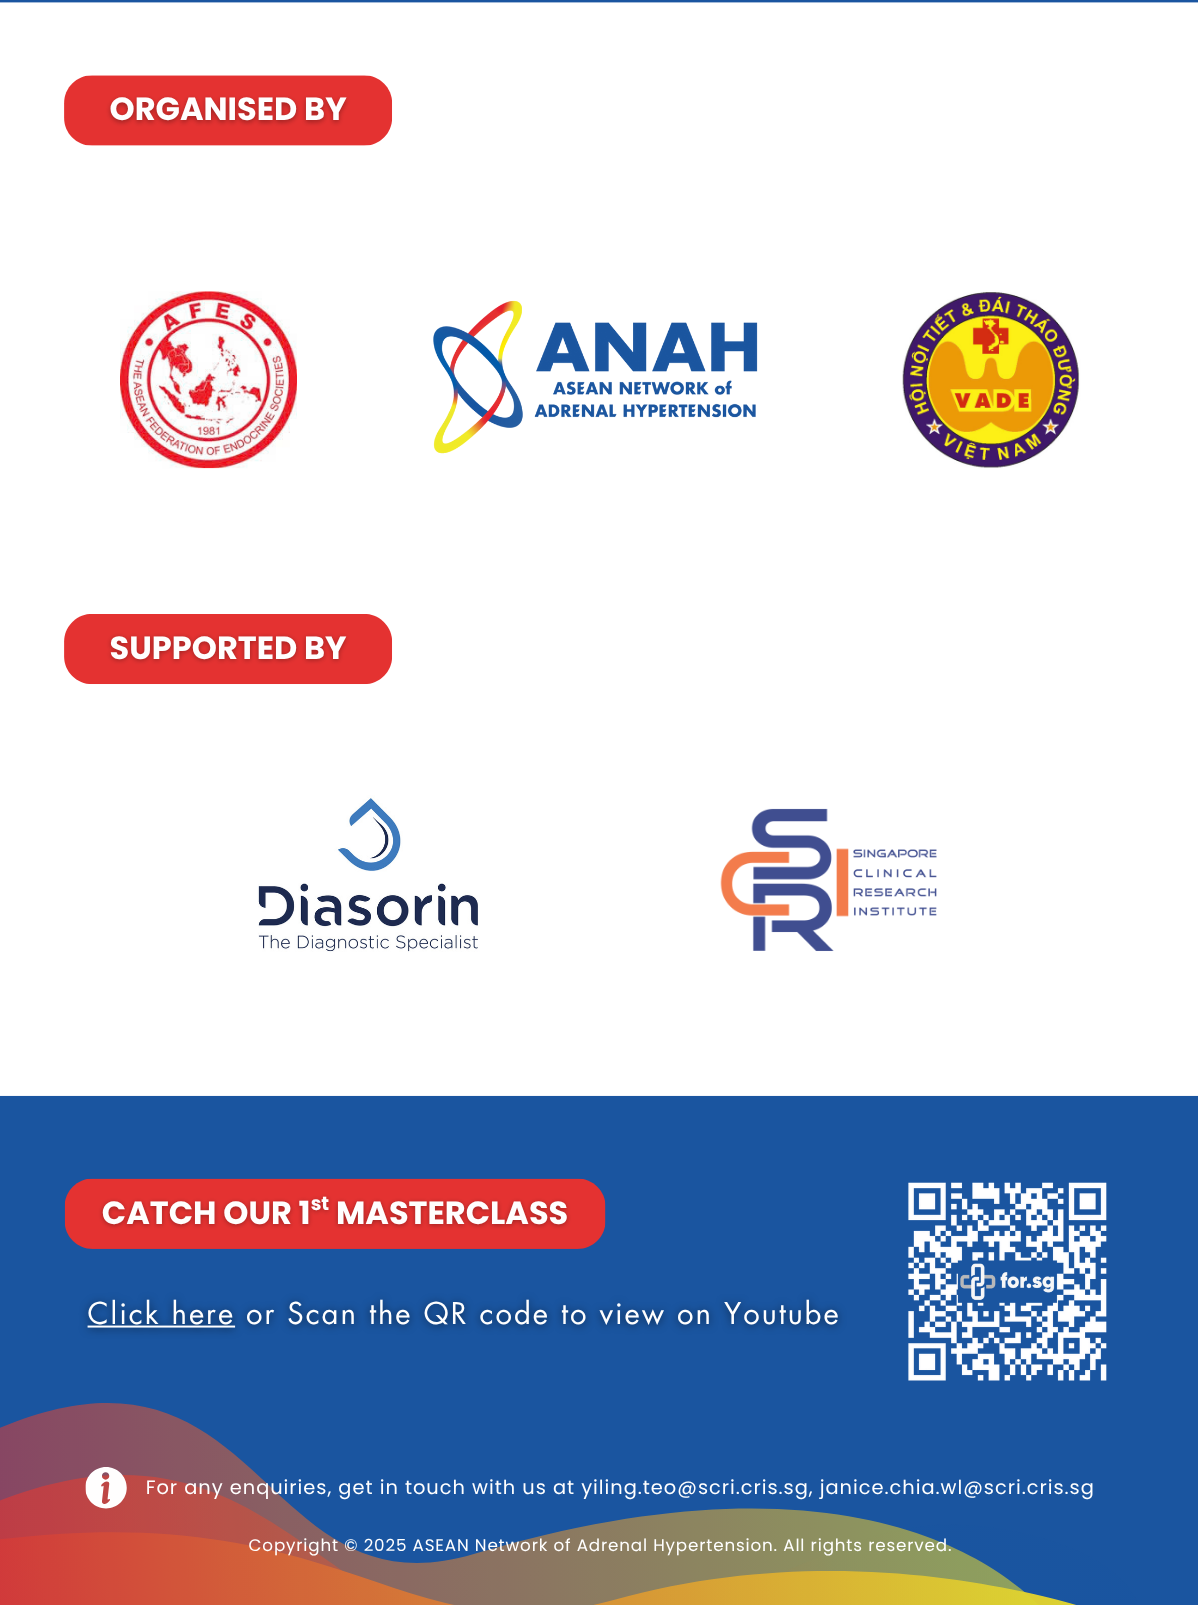 ORGANISED BY
AFES
THE ASEAN FEDERATION OF ENDOCRINE SOCIETIES
1981
ANAH
ASEAN NETWORK of
ADRENAL HYPERTENSION
HỘI NỘI TIẾT & ĐÁI THÁO ĐƯỜNG
VADE
VIỆT NAM
SUPPORTED BY
Diasorin
The Diagnostic Specialist
SCRI
SINGAPORE
CLINICAL
RESEARCH
INSTITUTE
CATCH OUR 1st MASTERCLASS
for.sg
Click here or Scan the QR code to view on Youtube
i For any enquiries, get in touch with us at yiling.teo@scri.cris.sg, janice.chia.wl@scri.cris.sg
Copyright © 2025 ASEAN Network of Adrenal Hypertension. All rights reserved.